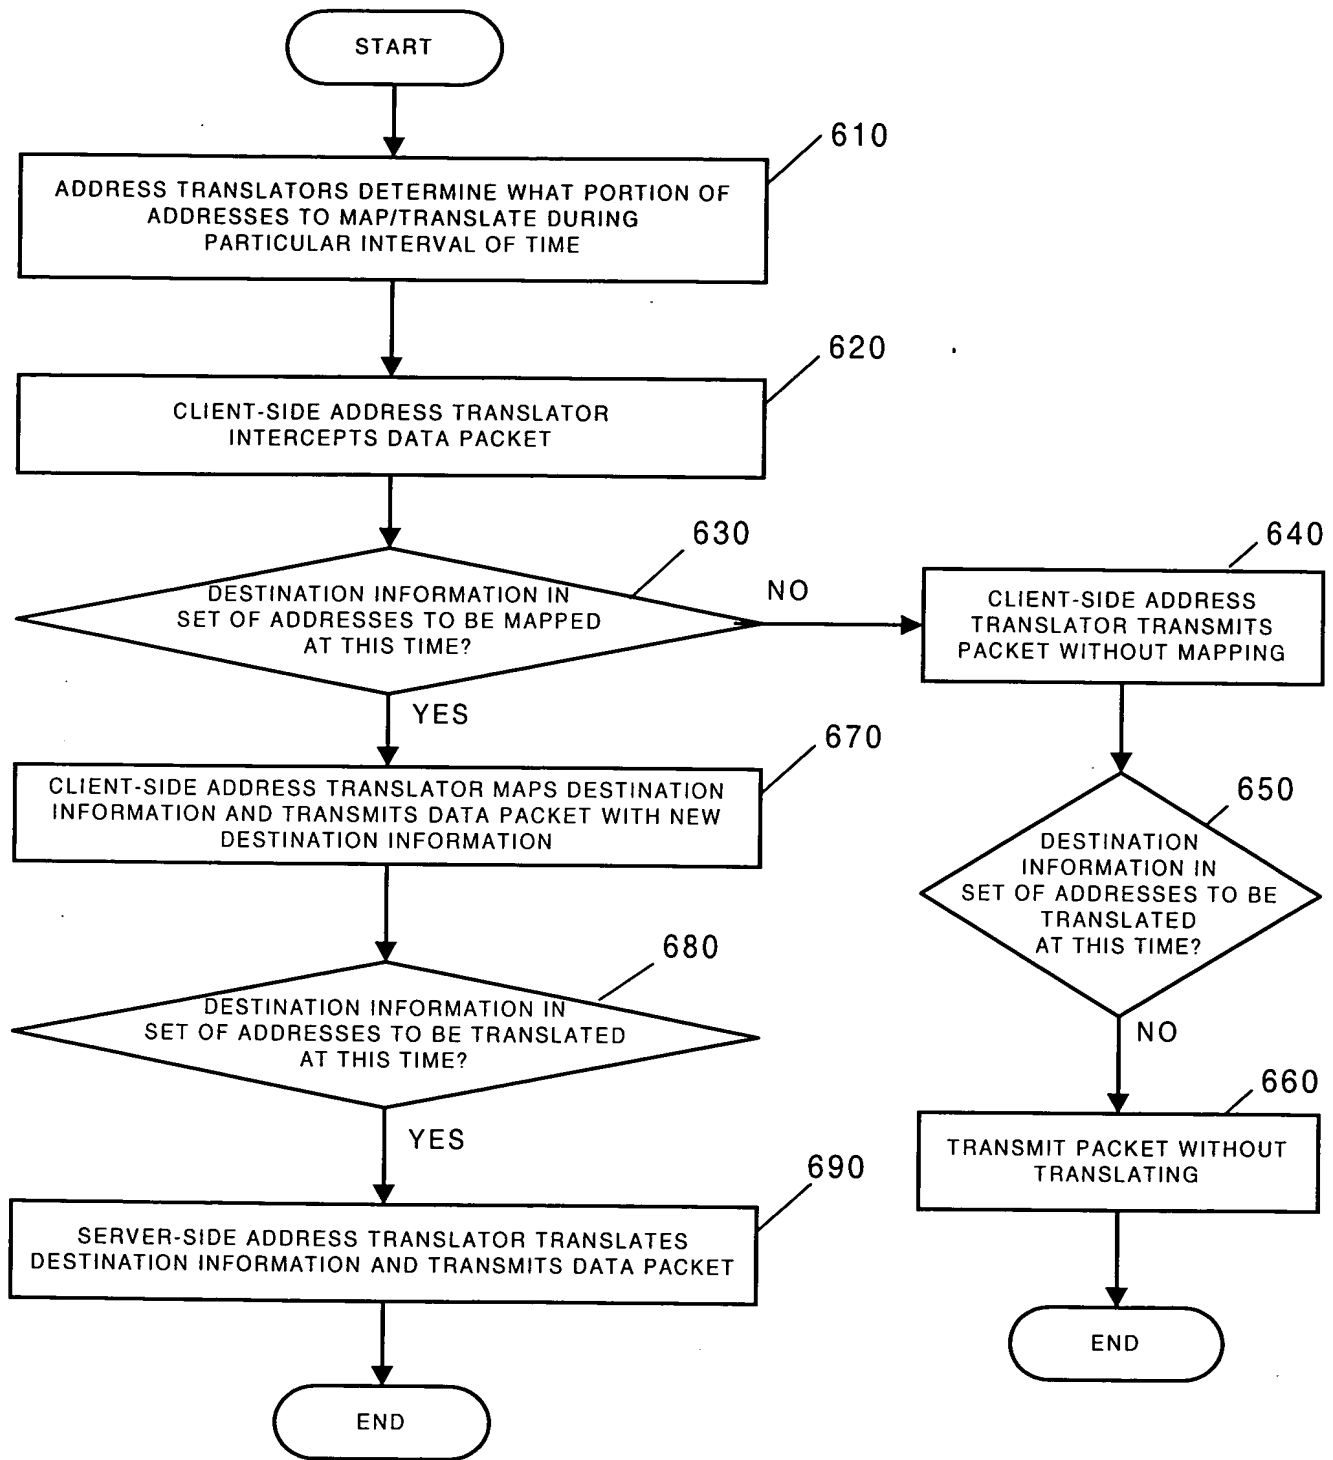 START
610
ADDRESS TRANSLATORS DETERMINE WHAT PORTION OF
ADDRESSES TO MAP/TRANSLATE DURING
PARTICULAR INTERVAL OF TIME
620
CLIENT-SIDE ADDRESS TRANSLATOR
INTERCEPTS DATA PACKET
630
DESTINATION INFORMATION IN
SET OF ADDRESSES TO BE MAPPED
AT THIS TIME?
NO
640
CLIENT-SIDE ADDRESS
TRANSLATOR TRANSMITS
PACKET WITHOUT MAPPING
YES
670
CLIENT-SIDE ADDRESS TRANSLATOR MAPS DESTINATION
INFORMATION AND TRANSMITS DATA PACKET WITH NEW
DESTINATION INFORMATION
650
DESTINATION
INFORMATION IN
SET OF ADDRESSES TO BE
TRANSLATED
AT THIS TIME?
680
DESTINATION INFORMATION IN
SET OF ADDRESSES TO BE TRANSLATED
AT THIS TIME?
NO
660
TRANSMIT PACKET WITHOUT
TRANSLATING
YES
690
SERVER-SIDE ADDRESS TRANSLATOR TRANSLATES
DESTINATION INFORMATION AND TRANSMITS DATA PACKET
END
END